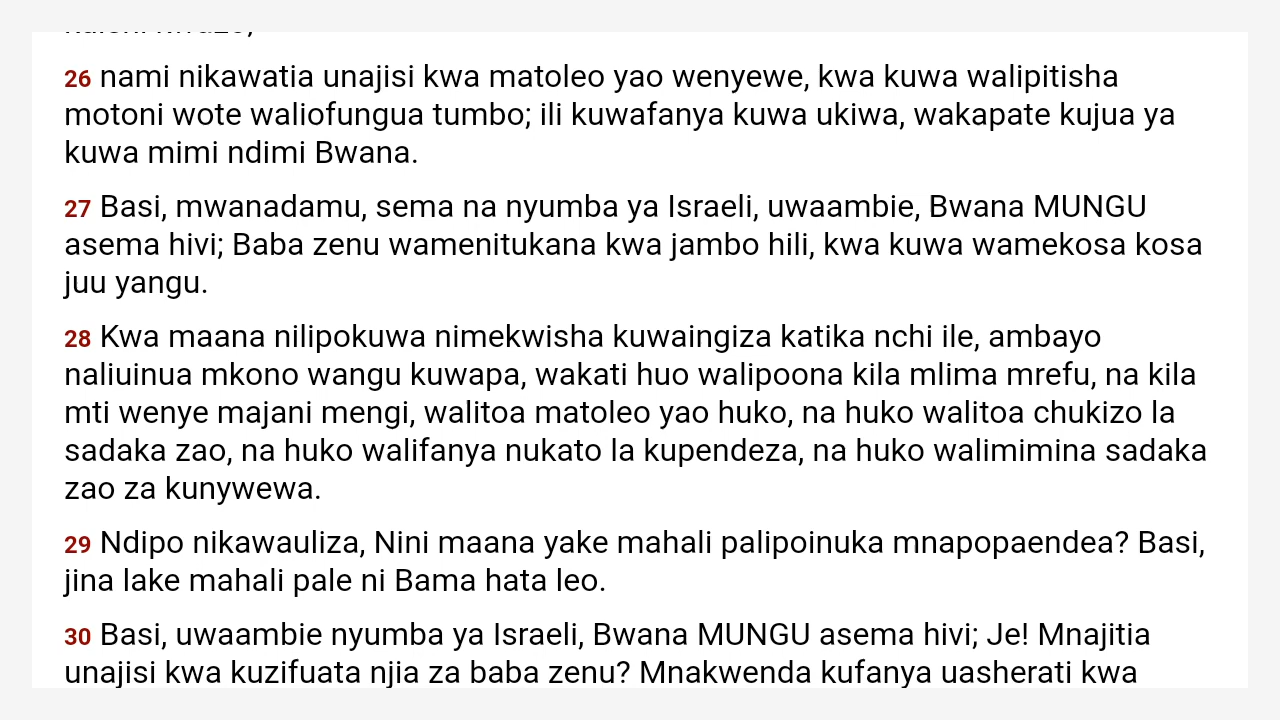 26 nami nikawatia unajisi kwa matoleo yao wenyewe, kwa kuwa walipitisha
motoni wote waliofungua tumbo; ili kuwafanya kuwa ukiwa, wakapate kujua ya
kuwa mimi ndimi Bwana.
27 Basi, mwanadamu, sema na nyumba ya Israeli, uwaambie, Bwana MUNGU
asema hivi; Baba zenu wamenitukana kwa jambo hili, kwa kuwa wamekosa kosa
juu yangu.
28 Kwa maana nilipokuwa nimekwisha kuwaingiza katika nchi ile, ambayo
naliuinua mkono wangu kuwapa, wakati huo walipoona kila mlima mrefu, na kila
mti wenye majani mengi, walitoa matoleo yao huko, na huko walitoa chukizo la
sadaka zao, na huko walifanya nukato la kupendeza, na huko walimimina sadaka
zao za kunywewa.
29 Ndipo nikawauliza, Nini maana yake mahali palipoinuka mnapopaendea? Basi,
jina lake mahali pale ni Bama hata leo.
30 Basi, uwaambie nyumba ya Israeli, Bwana MUNGU asema hivi; Je! Mnajitia
unajisi kwa kuzifuata njia za baba zenu? Mnakwenda kufanya uasherati kwa